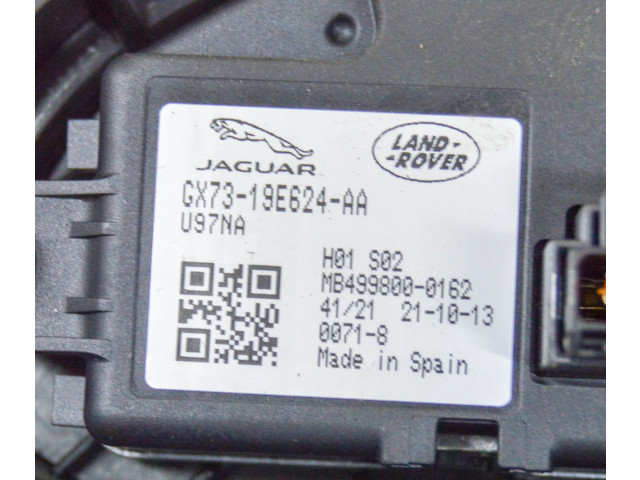 JAGUAR
LAND-
-ROVER
GX73-19E624-AA
U97NA
H01 S02
MB499800-0162
41/21 21-10-13
0071-8
Made in Spain